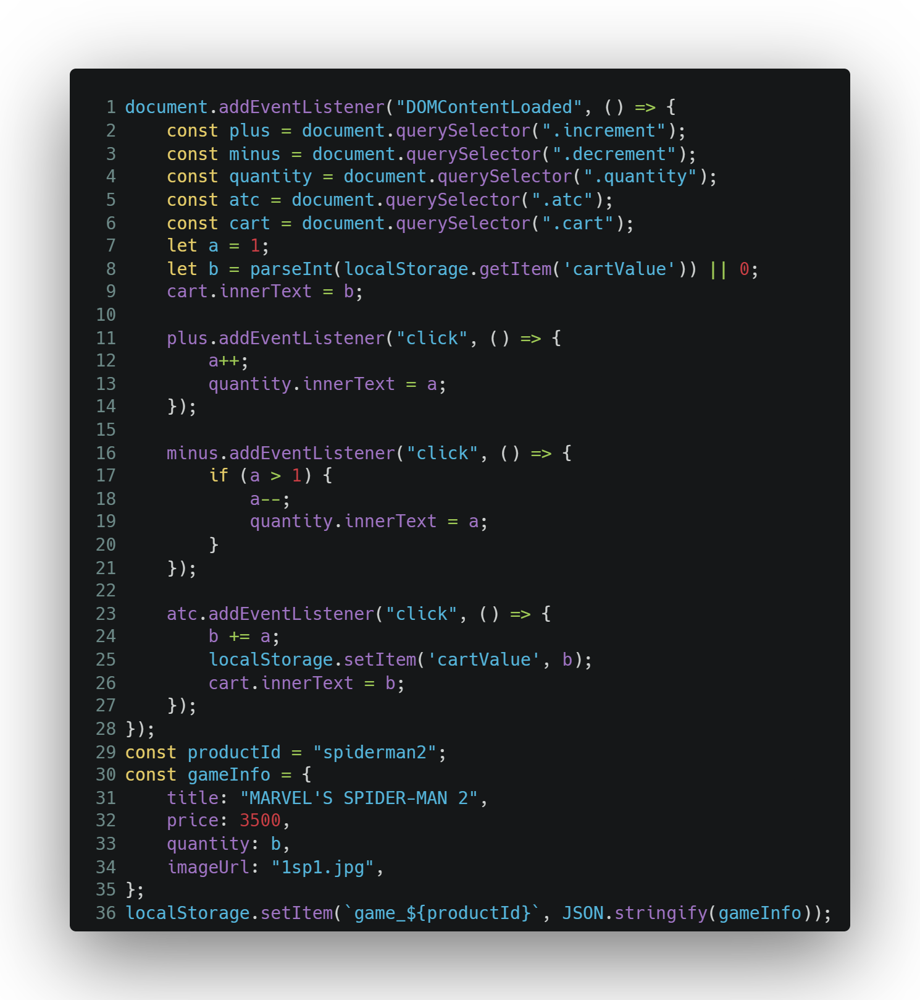 1 document.addEventListener("DOMContentLoaded", () => {
2     const plus = document.querySelector(".increment");
3     const minus = document.querySelector(".decrement");
4     const quantity = document.querySelector(".quantity");
5     const atc = document.querySelector(".atc");
6     const cart = document.querySelector(".cart");
7     let a = 1;
8     let b = parseInt(localStorage.getItem('cartValue')) || 0;
9     cart.innerText = b;
10
11     plus.addEventListener("click", () => {
12         a++;
13         quantity.innerText = a;
14     });
15
16     minus.addEventListener("click", () => {
17         if (a > 1) {
18             a--;
19             quantity.innerText = a;
20         }
21     });
22
23     atc.addEventListener("click", () => {
24         b += a;
25         localStorage.setItem('cartValue', b);
26         cart.innerText = b;
27     });
28 });
29 const productId = "spiderman2";
30 const gameInfo = {
31     title: "MARVEL'S SPIDER-MAN 2",
32     price: 3500,
33     quantity: b,
34     imageUrl: "1sp1.jpg",
35 };
36 localStorage.setItem(`game_${productId}`, JSON.stringify(gameInfo));